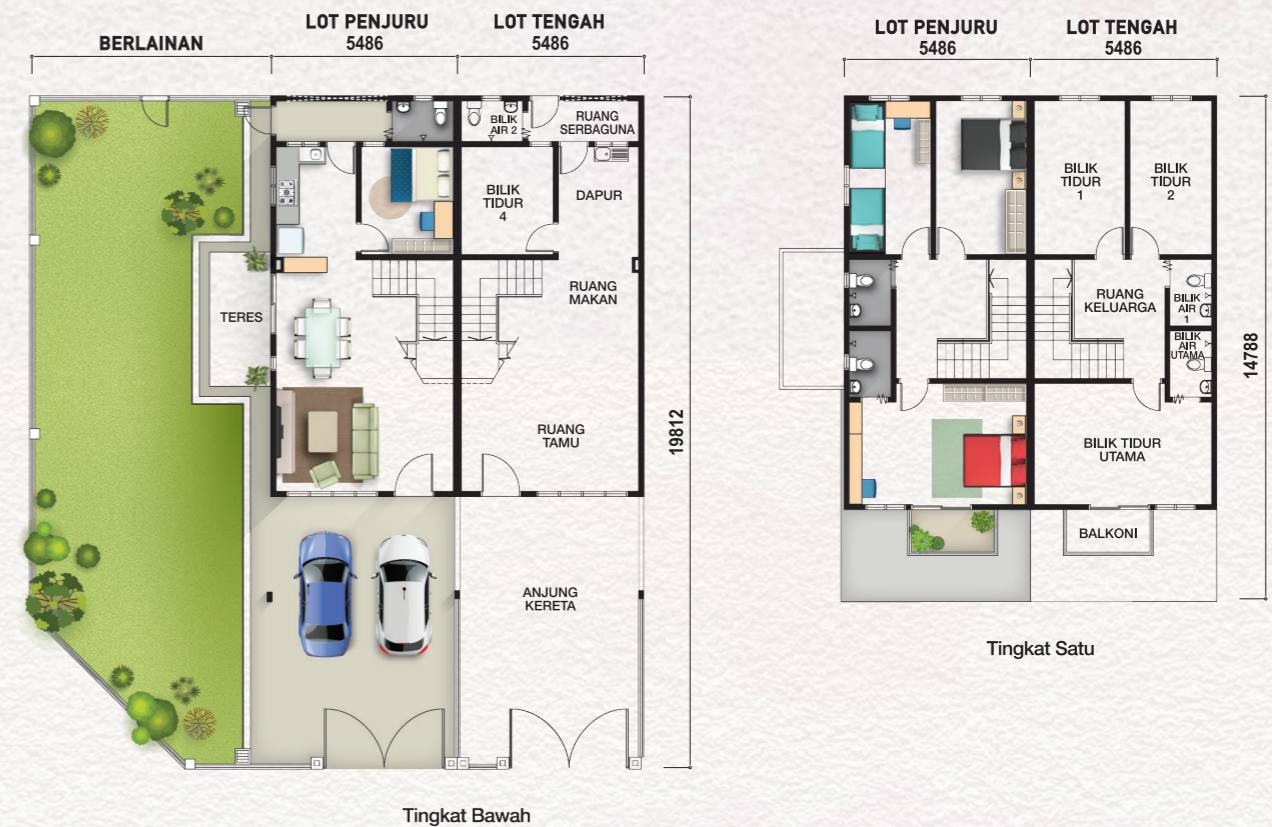 BERLAINAN
LOT PENJURU
5486
LOT TENGAH
5486
BILIK
AIR 2
RUANG
SERBAGUNA
BILIK
TIDUR
4
DAPUR
RUANG
MAKAN
TERES
RUANG
TAMU
19812
ANJUNG
KERETA
Tingkat Bawah
LOT PENJURU
5486
LOT TENGAH
5486
BILIK
TIDUR
1
BILIK
TIDUR
2
RUANG
KELUARGA
BILIK
AIR
1
BILIK
AIR
UTAMA
14788
BILIK TIDUR
UTAMA
BALKONI
Tingkat Satu